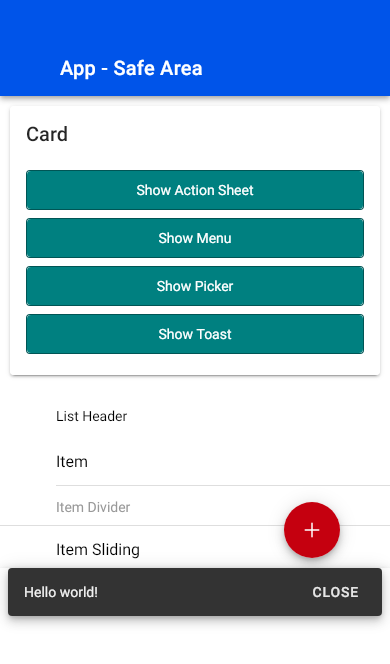 App - Safe Area
Card
Show Action Sheet
Show Menu
Show Picker
Show Toast
List Header
Item
Item Divider
Item Sliding
Hello world! CLOSE